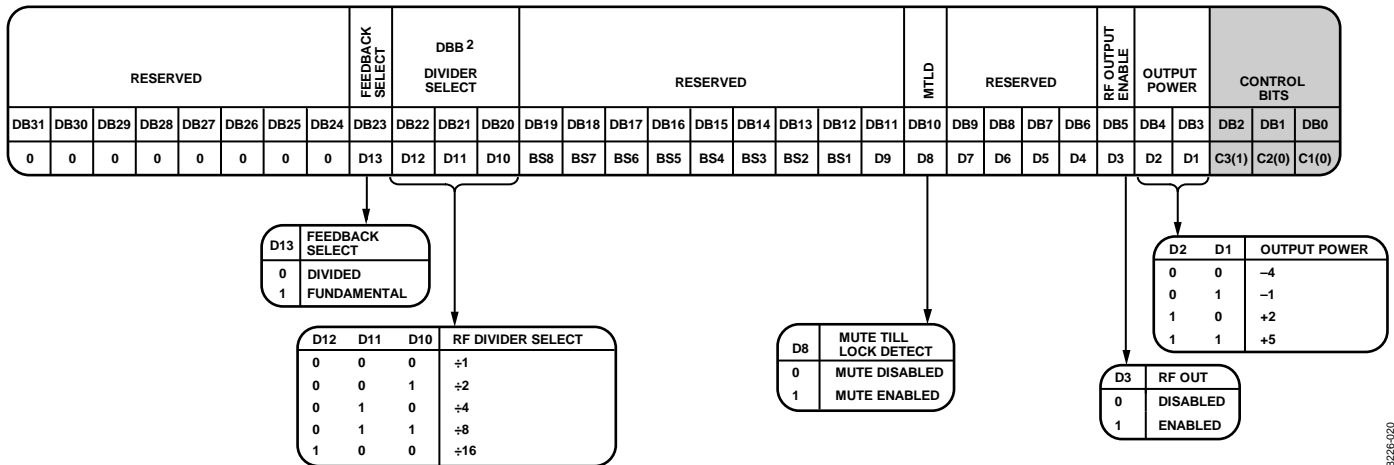 RESERVED
FEEDBACK
SELECT
DBB 2
DIVIDER
SELECT
RESERVED
MTLD
RESERVED
RF OUTPUT
ENABLE
OUTPUT
POWER
CONTROL
BITS
DB31 DB30 DB29 DB28 DB27 DB26 DB25 DB24 DB23 DB22 DB21 DB20 DB19 DB18 DB17 DB16 DB15 DB14 DB13 DB12 DB11 DB10 DB9 DB8 DB7 DB6 DB5 DB4 DB3 DB2 DB1 DB0
0 0 0 0 0 0 0 0 D13 D12 D11 D10 BS8 BS7 BS6 BS5 BS4 BS3 BS2 BS1 D9 D8 D7 D6 D5 D4 D3 D2 D1 C3(1) C2(0) C1(0)
D13 FEEDBACK
SELECT
0 DIVIDED
1 FUNDAMENTAL
D12 D11 D10 RF DIVIDER SELECT
0 0 0 ÷1
0 0 1 ÷2
0 1 0 ÷4
0 1 1 ÷8
1 0 0 ÷16
D8 MUTE TILL
LOCK DETECT
0 MUTE DISABLED
1 MUTE ENABLED
D3 RF OUT
0 DISABLED
1 ENABLED
D2 D1 OUTPUT POWER
0 0 –4
0 1 –1
1 0 +2
1 1 +5